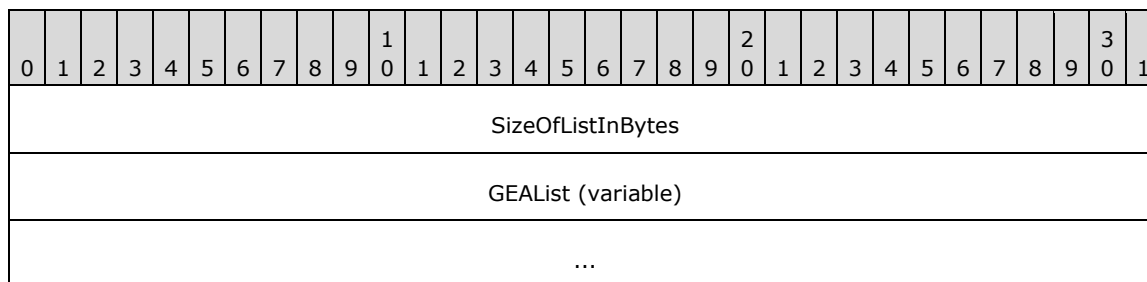 1 2 3
0 1 2 3 4 5 6 7 8 9 0 1 2 3 4 5 6 7 8 9 0 1 2 3 4 5 6 7 8 9 0 1
SizeOfListInBytes
GEAList (variable)
...